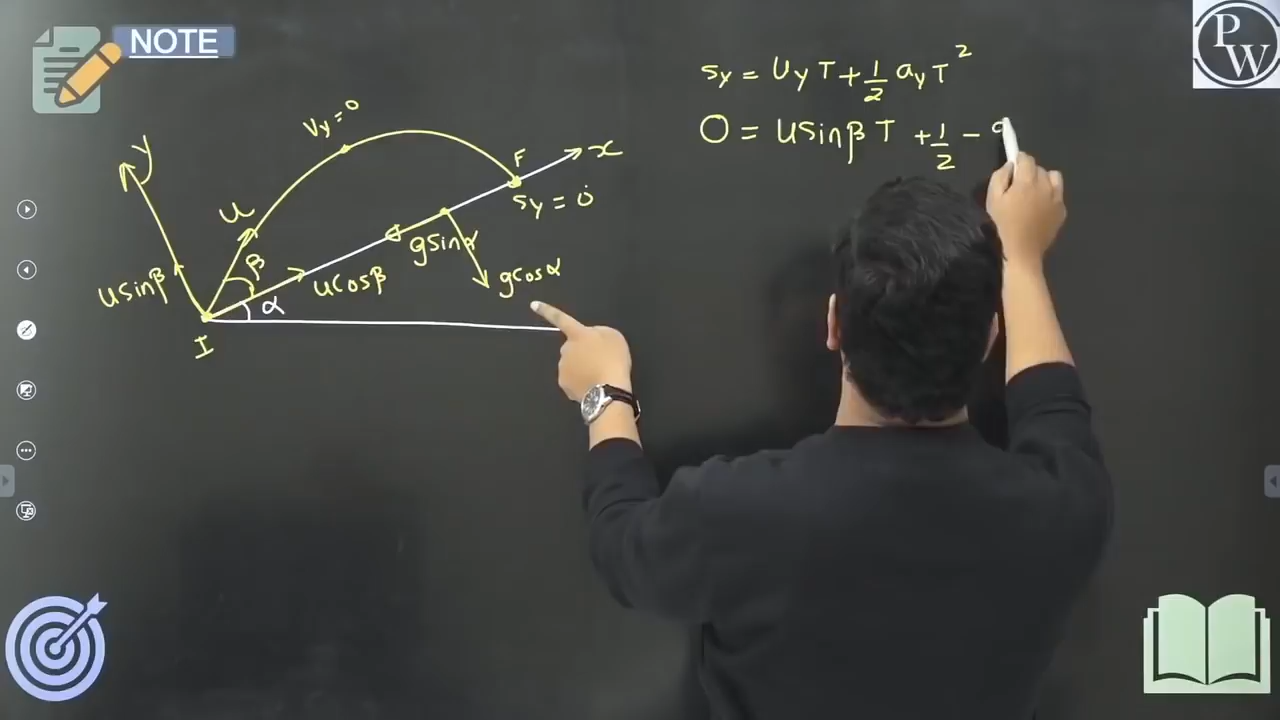 NOTE
P
W
sy = Uy T + 1/2 ay T²
0 = usinβ T + 1/2 -
y
Vy = 0
x
F
sy = 0
u
β
gsinα
usinβ
ucosβ
gcosα
α
I